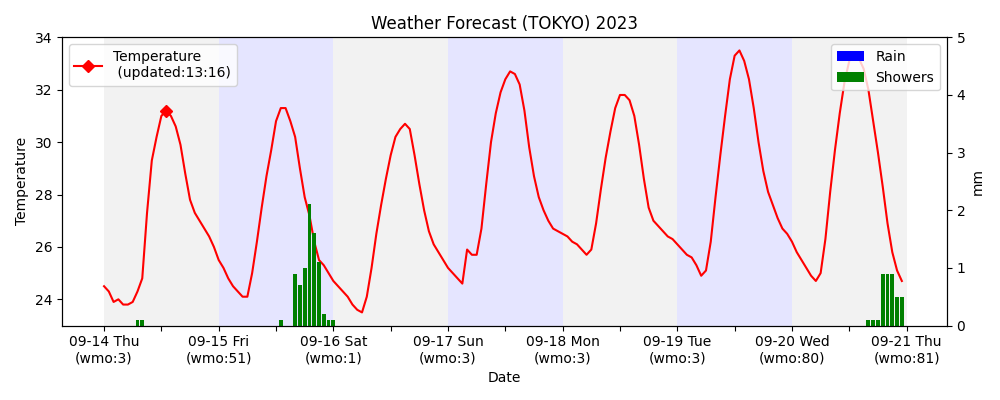 Weather Forecast (TOKYO) 2023
Temperature
(updated:13:16)
Rain
Showers
34
32
30
28
26
24
Temperature
5
4
3
2
1
0
mm
09-14 Thu
(wmo:3)
09-15 Fri
(wmo:51)
09-16 Sat
(wmo:1)
09-17 Sun
(wmo:3)
09-18 Mon
(wmo:3)
09-19 Tue
(wmo:3)
09-20 Wed
(wmo:80)
09-21 Thu
(wmo:81)
Date